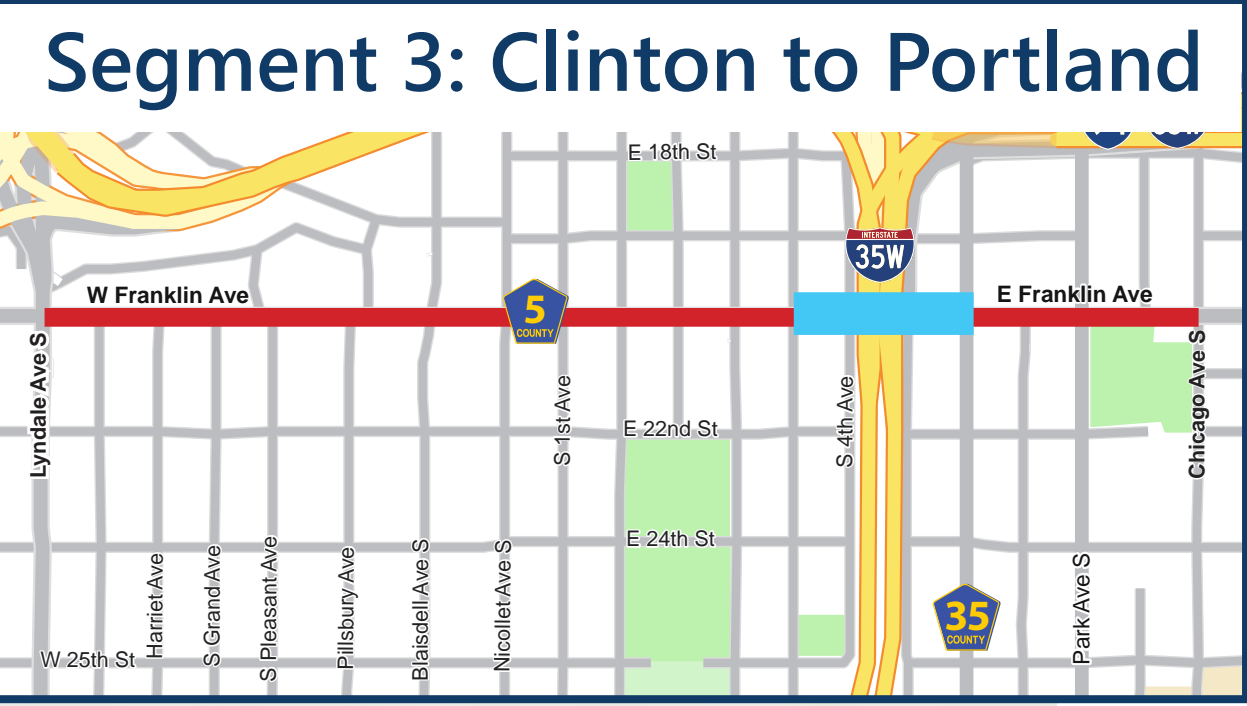 Segment 3: Clinton to Portland
E 18th St
INTERSTATE
35W
W Franklin Ave
E Franklin Ave
5
COUNTY
Lyndale Ave S
S 1st Ave
S 4th Ave
Chicago Ave S
E 22nd St
E 24th St
Harriet Ave
S Grand Ave
S Pleasant Ave
Pillsbury Ave
Blaisdell Ave S
Nicollet Ave S
35
COUNTY
Park Ave S
W 25th St